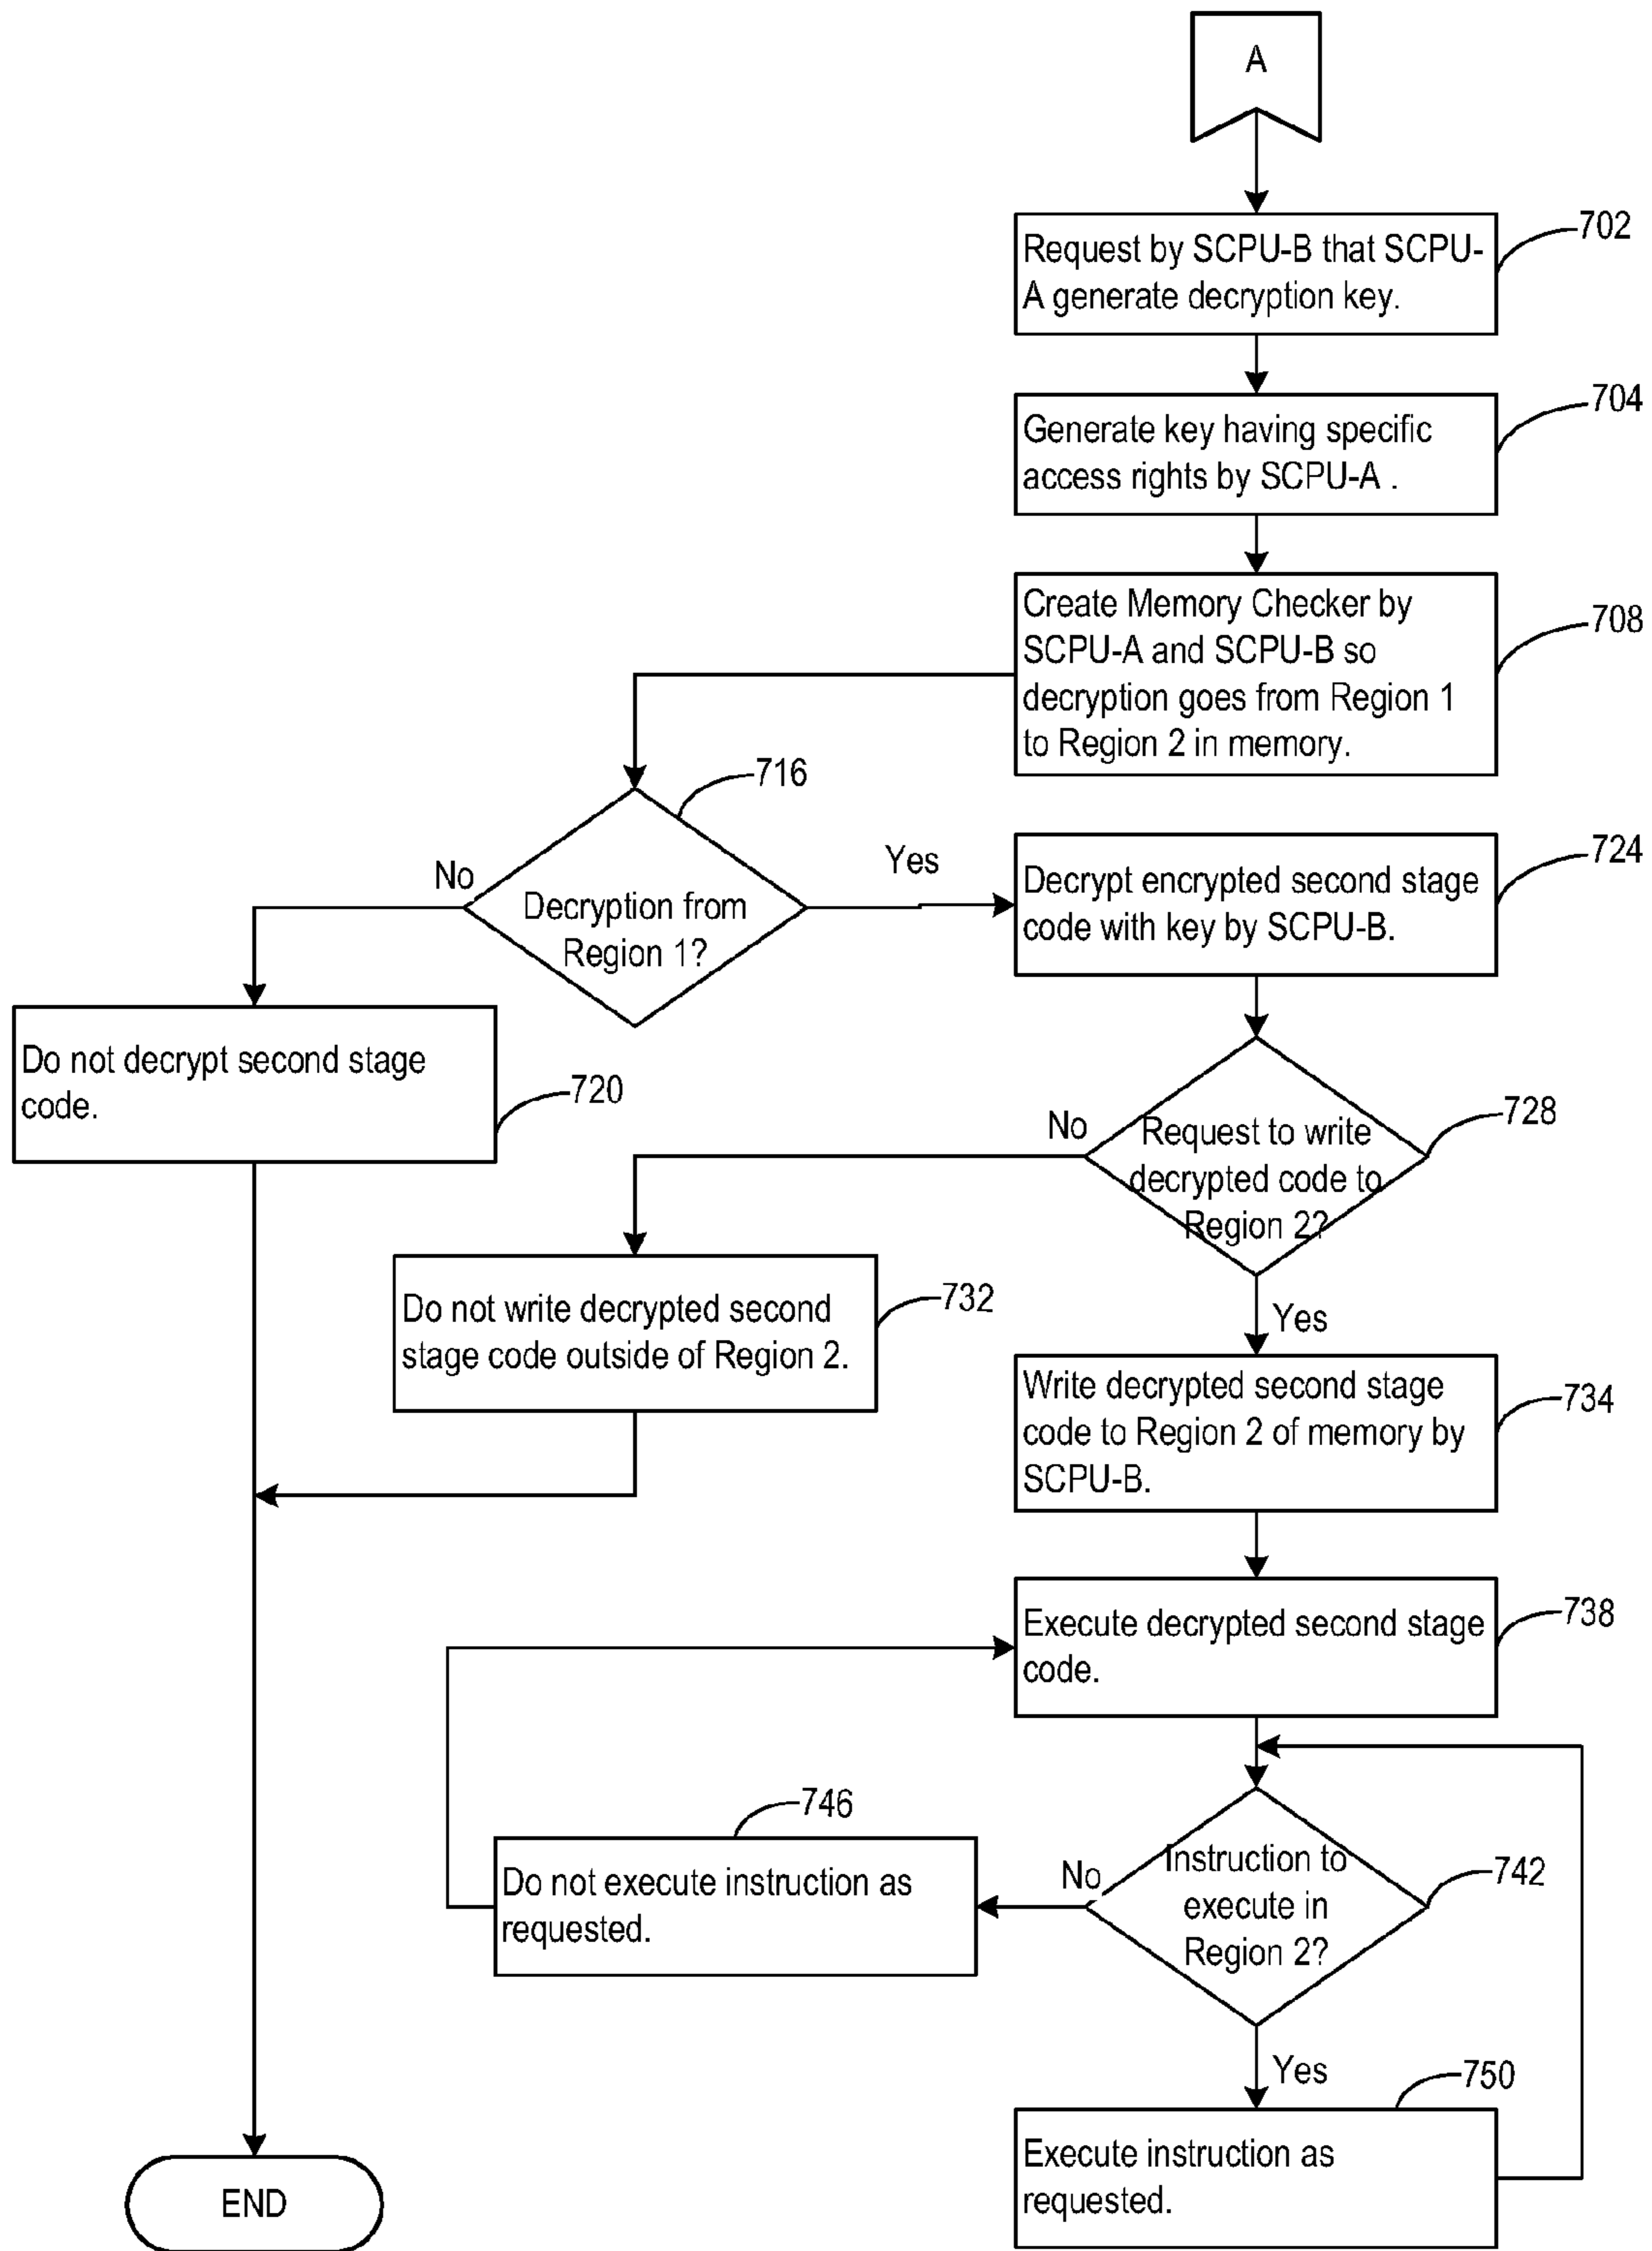 A
Request by SCPU-B that SCPU-
A generate decryption key.
702
Generate key having specific
access rights by SCPU-A .
704
Create Memory Checker by
SCPU-A and SCPU-B so
decryption goes from Region 1
to Region 2 in memory.
708
716
No
Yes
Decryption from
Region 1?
Decrypt encrypted second stage
code with key by SCPU-B.
724
Do not decrypt second stage
code.
720
No
Request to write
decrypted code to
Region 2?
728
Yes
Do not write decrypted second
stage code outside of Region 2.
732
Write decrypted second stage
code to Region 2 of memory by
SCPU-B.
734
Execute decrypted second stage
code.
738
746
Do not execute instruction as
requested.
No
Instruction to
execute in
Region 2?
742
Yes
750
Execute instruction as
requested.
END